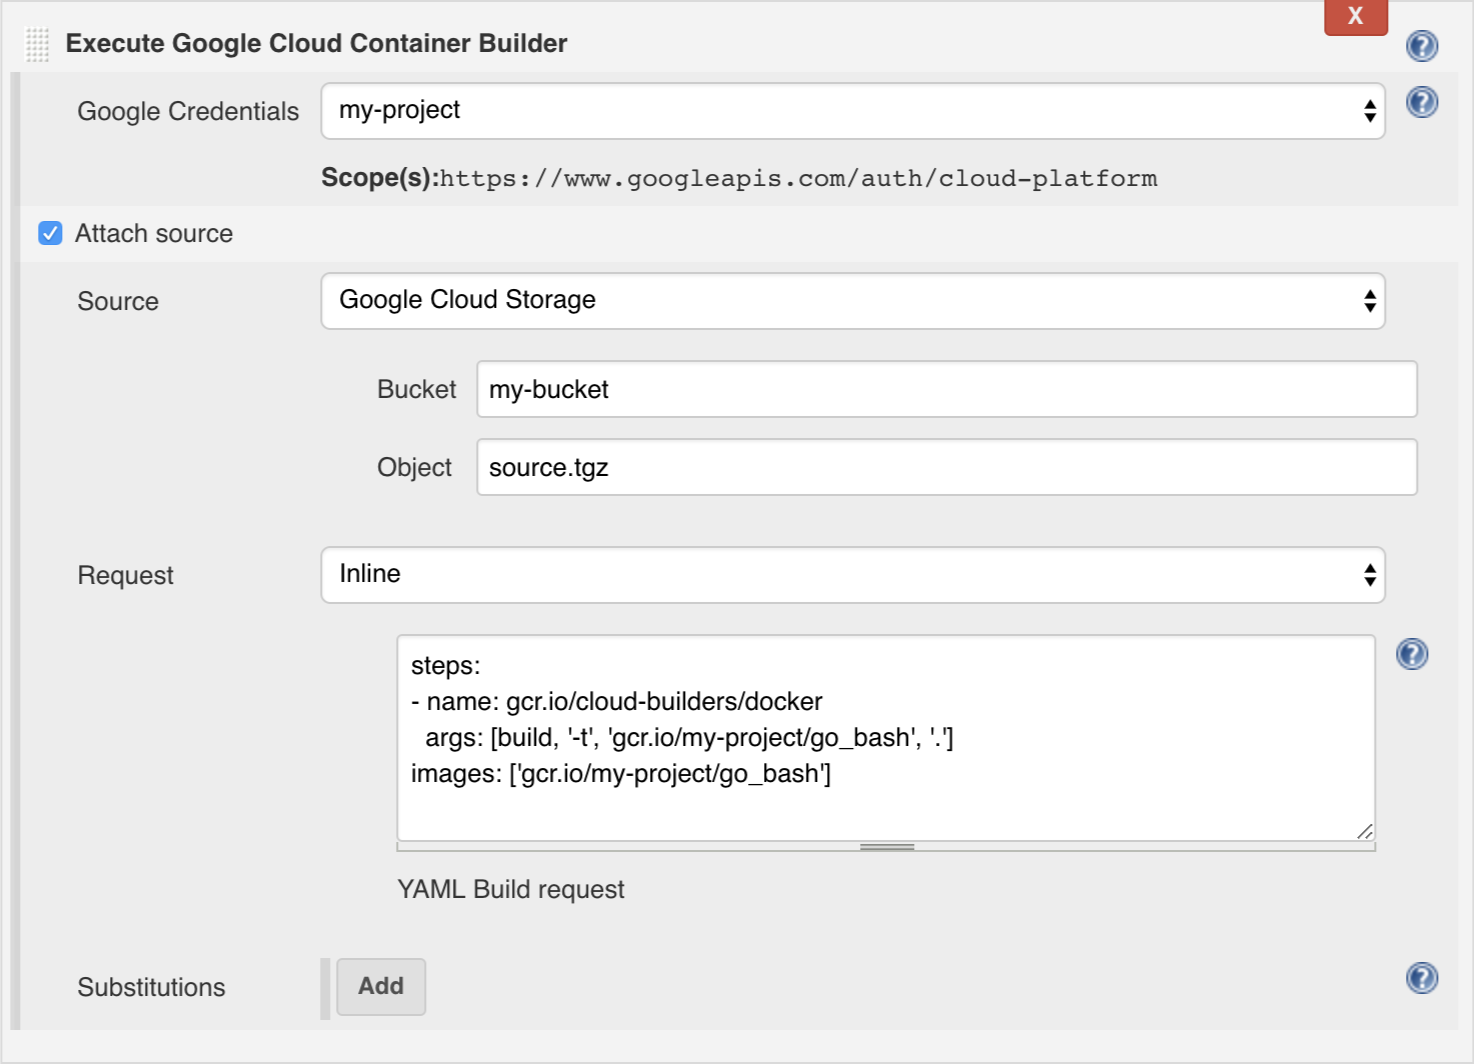 X
Execute Google Cloud Container Builder
?
Google Credentials my-project
?
Scope(s):https://www.googleapis.com/auth/cloud-platform
Attach source
Source Google Cloud Storage
Bucket my-bucket
Object source.tgz
Request Inline
steps:
- name: gcr.io/cloud-builders/docker
  args: [build, '-t', 'gcr.io/my-project/go_bash', '.']
images: ['gcr.io/my-project/go_bash']
?
YAML Build request
Substitutions Add
?